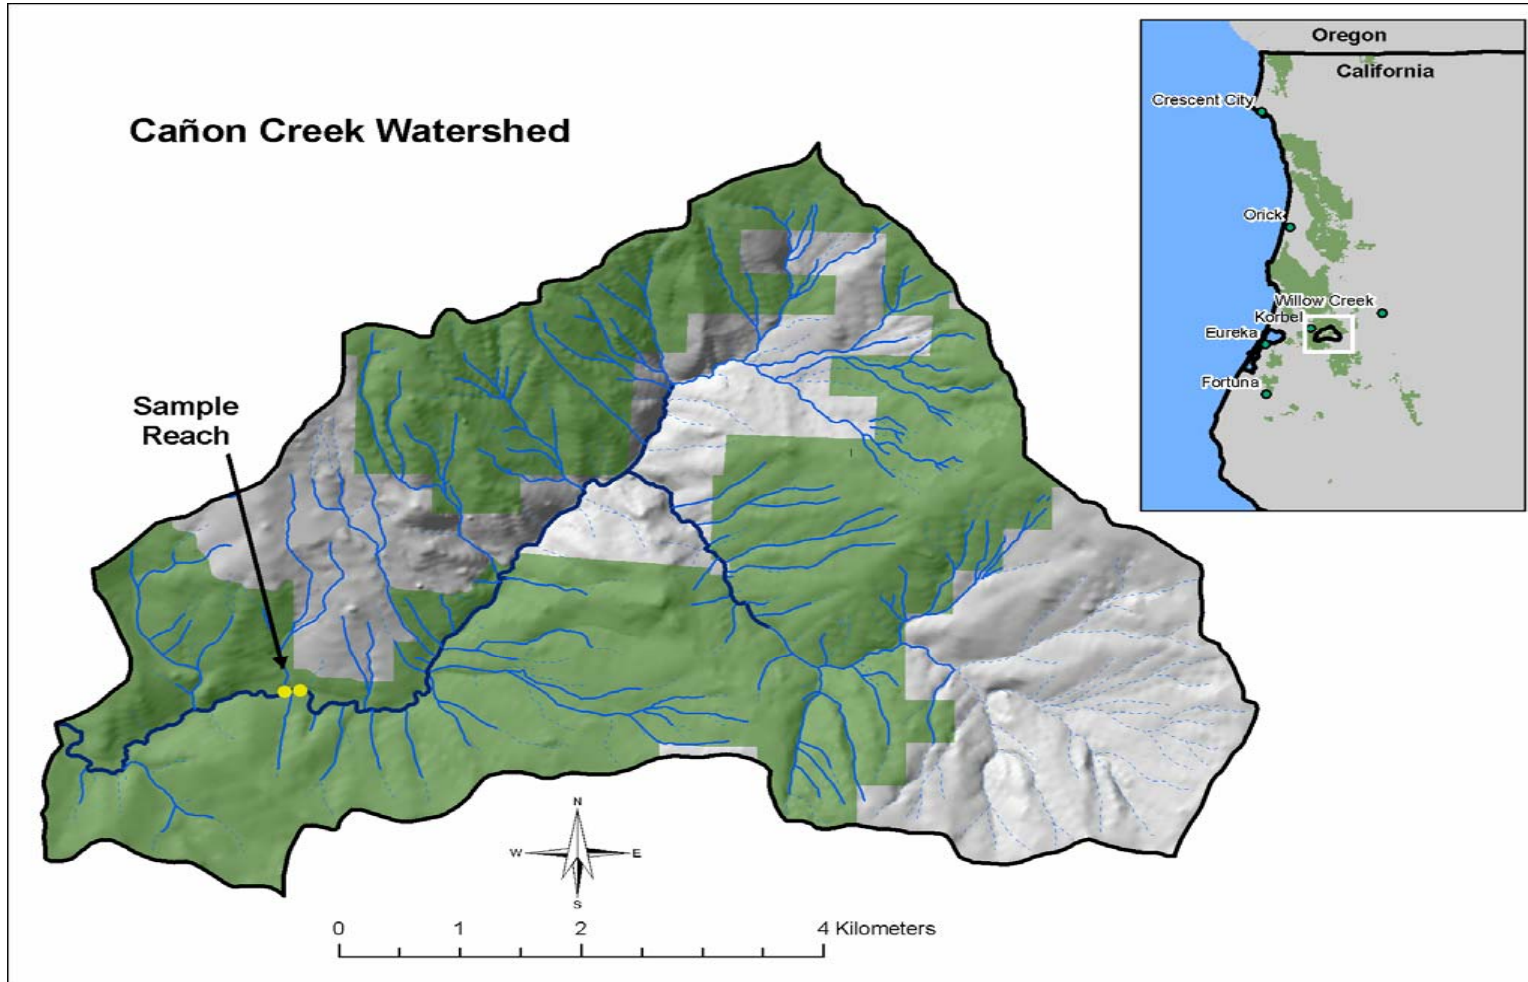 Cañon Creek Watershed
Sample
Reach
Oregon
California
Crescent City
Orick
Willow Creek
Korbel
Eureka
Fortuna
N
W E
S
0 1 2 4 Kilometers